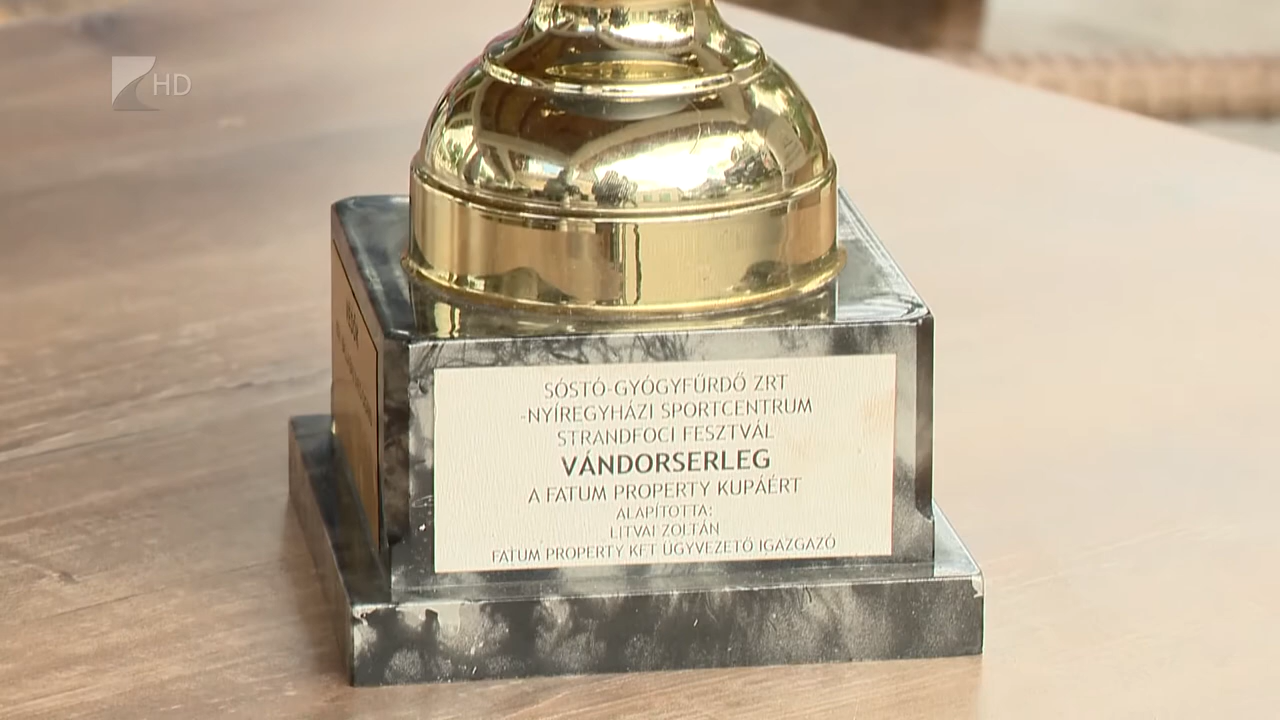 HD
SÓSTÓ-GYÓGYFÜRDŐ ZRT
-NYÍREGYHÁZI SPORTCENTRUM
STRANDFOCI FESZTVÁL
VÁNDORSERLEG
A FATUM PROPERTY KUPÁÉRT
ALAPÍTOTTA:
LITVAI ZOLTÁN
FATUM PROPERTY KFT ÜGYVEZETŐ IGAZGAZÓ